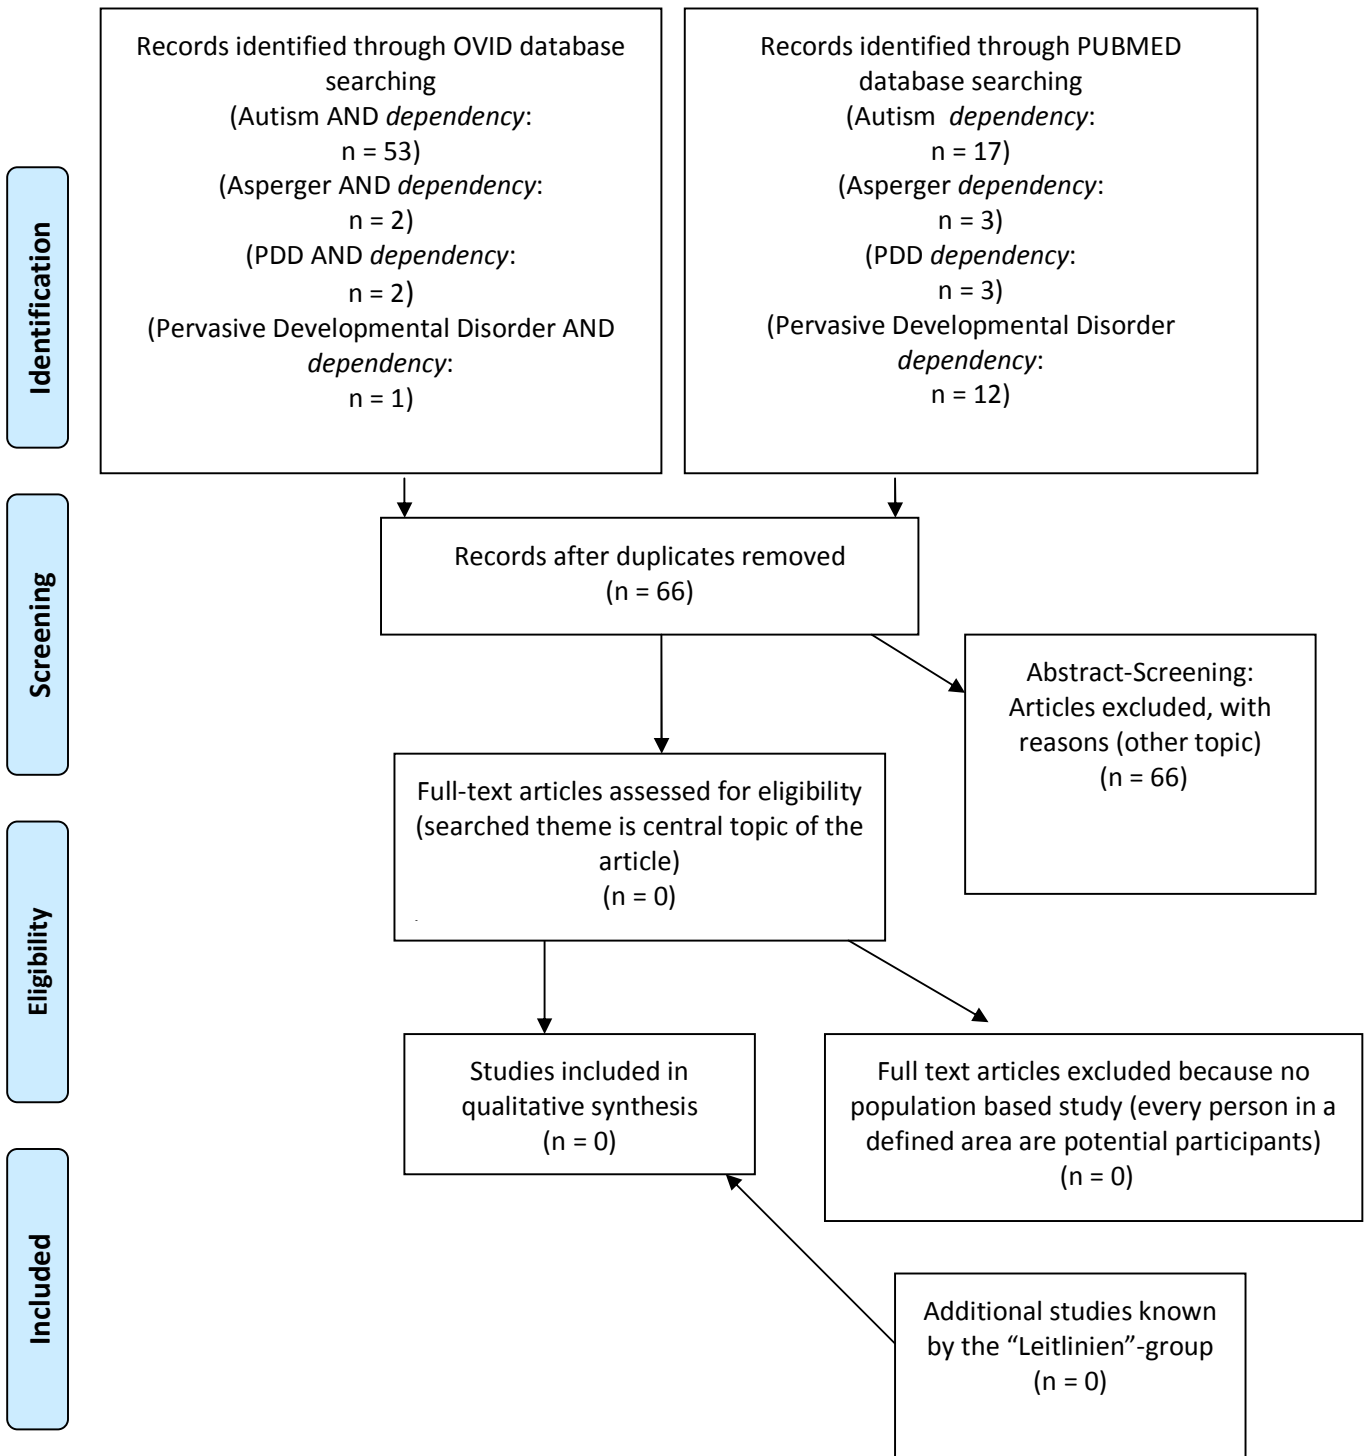 Records identified through OVID database
searching
(Autism AND dependency:
n = 53)
(Asperger AND dependency:
n = 2)
(PDD AND dependency:
n = 2)
(Pervasive Developmental Disorder AND
dependency:
n = 1)
Records identified through PUBMED
database searching
(Autism  dependency:
n = 17)
(Asperger dependency:
n = 3)
(PDD dependency:
n = 3)
(Pervasive Developmental Disorder
dependency:
n = 12)
Identification
Records after duplicates removed
(n = 66)
Screening
Abstract-Screening:
Articles excluded, with
reasons (other topic)
(n = 66)
Full-text articles assessed for eligibility
(searched theme is central topic of the
article)
(n = 0)
Eligibility
Studies included in
qualitative synthesis
(n = 0)
Full text articles excluded because no
population based study (every person in a
defined area are potential participants)
(n = 0)
Included
Additional studies known
by the “Leitlinien”-group
(n = 0)